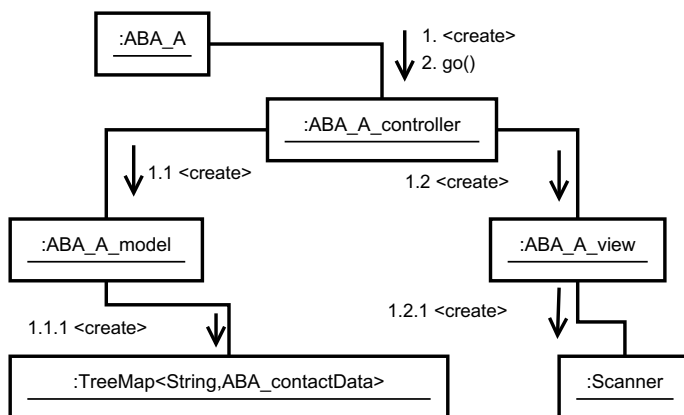 :ABA_A
1. <create>
2. go()
:ABA_A_controller
1.1 <create>
1.2 <create>
:ABA_A_model
:ABA_A_view
1.1.1 <create>
1.2.1 <create>
:TreeMap<String,ABA_contactData>
:Scanner